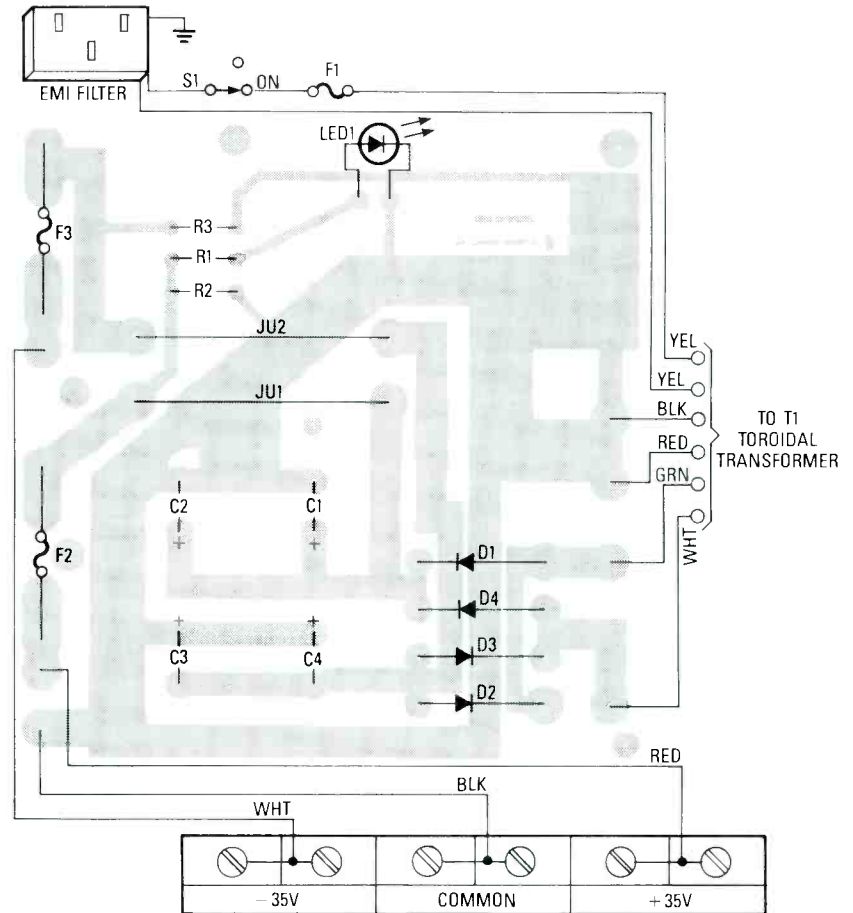 EMI FILTER
S1
ON
F1
LED1
F3
R3
R1
R2
JU2
JU1
YEL
YEL
BLK
RED
GRN
WHT
TO T1
TOROIDAL
TRANSFORMER
C2
C1
+
+
F2
D1
D4
D3
D2
+
+
C3
C4
RED
BLK
WHT
−35V
COMMON
+35V